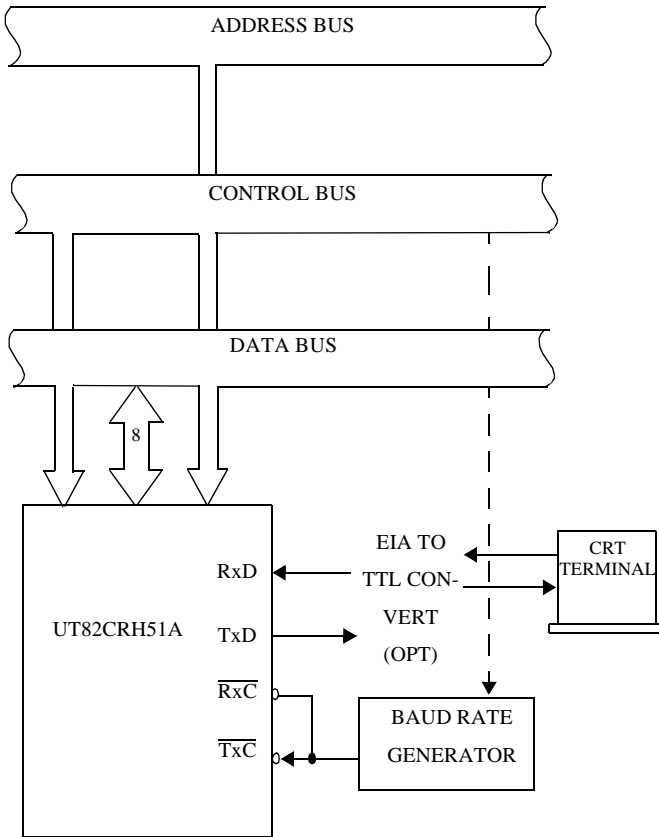 ADDRESS BUS
CONTROL BUS
DATA BUS
8
UT82CRH51A
RxD
TxD
RxC
TxC
EIA TO
TTL CON-
VERT
(OPT)
CRT
TERMINAL
BAUD RATE
GENERATOR